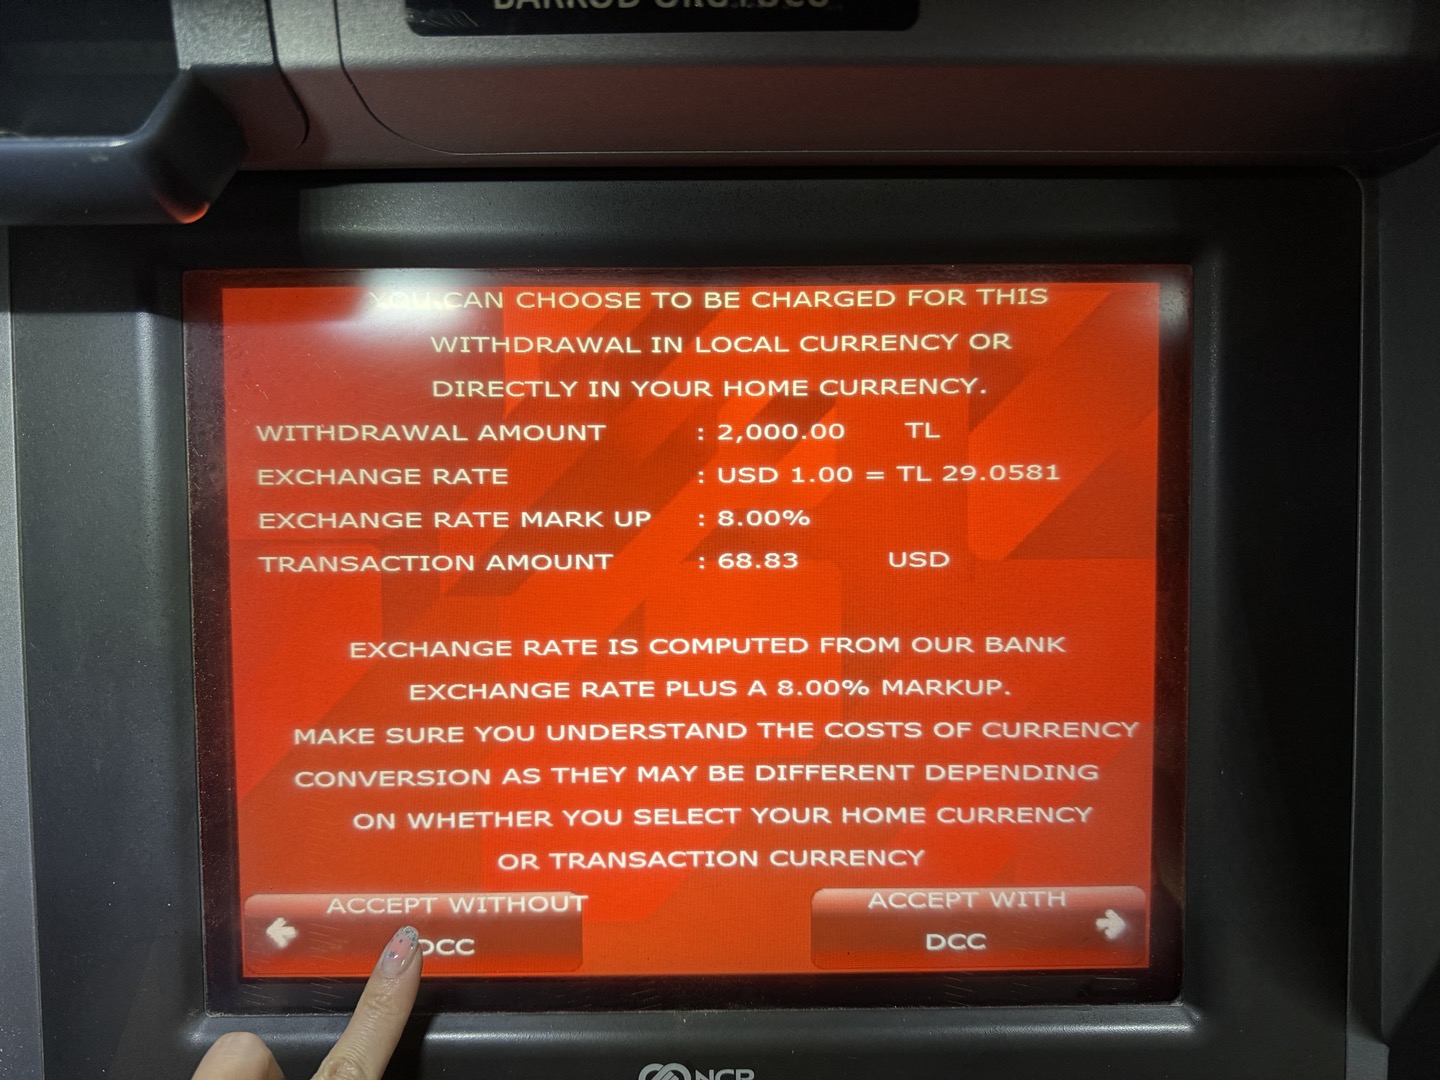 YOU CAN CHOOSE TO BE CHARGED FOR THIS
WITHDRAWAL IN LOCAL CURRENCY OR
DIRECTLY IN YOUR HOME CURRENCY.
WITHDRAWAL AMOUNT : 2,000.00 TL
EXCHANGE RATE : USD 1.00 = TL 29.0581
EXCHANGE RATE MARK UP : 8.00%
TRANSACTION AMOUNT : 68.83 USD
EXCHANGE RATE IS COMPUTED FROM OUR BANK
EXCHANGE RATE PLUS A 8.00% MARKUP.
MAKE SURE YOU UNDERSTAND THE COSTS OF CURRENCY
CONVERSION AS THEY MAY BE DIFFERENT DEPENDING
ON WHETHER YOU SELECT YOUR HOME CURRENCY
OR TRANSACTION CURRENCY
ACCEPT WITHOUT
DCC
ACCEPT WITH
DCC
NCR